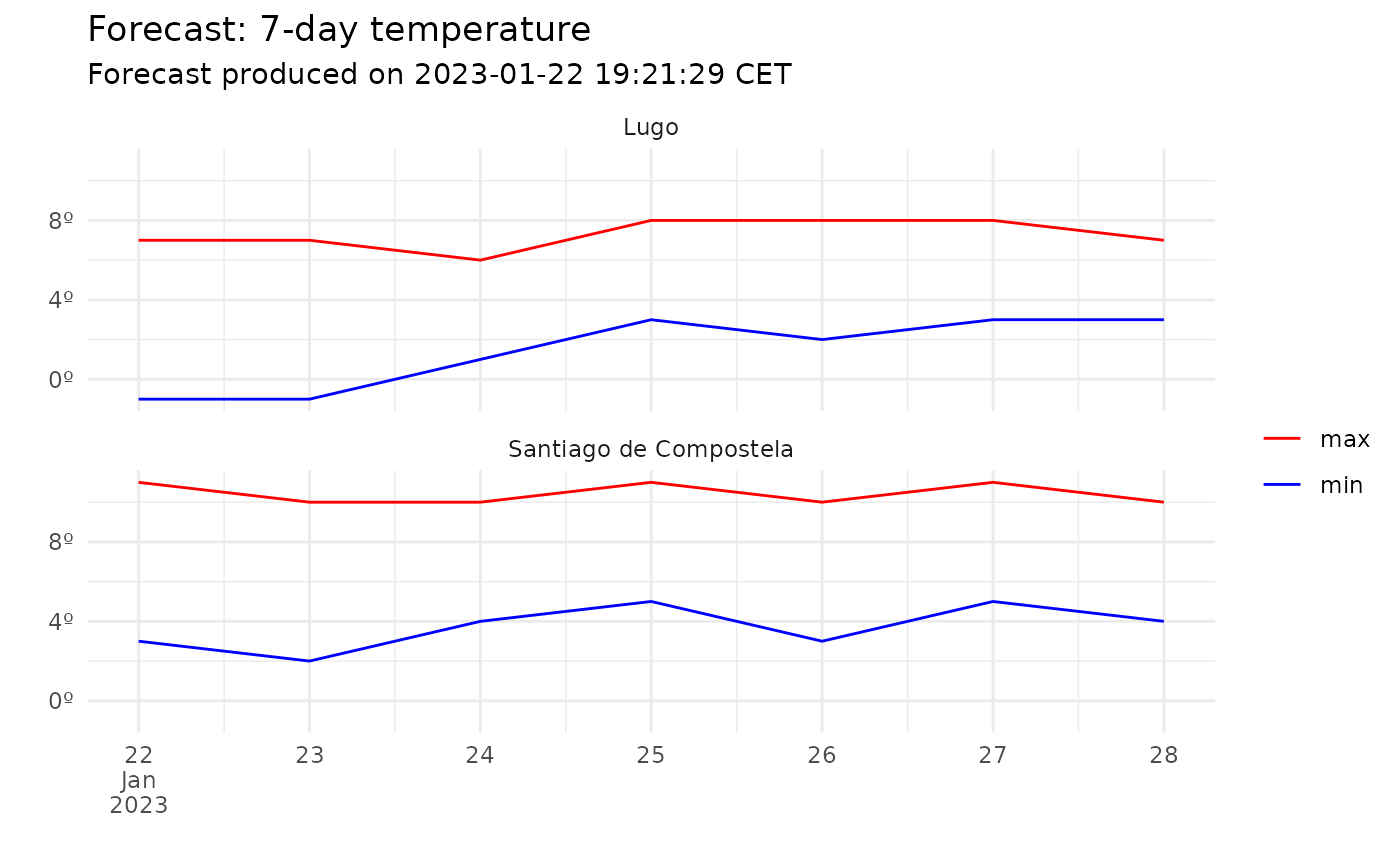 Forecast: 7-day temperature
Forecast produced on 2023-01-22 19:21:29 CET
Lugo
8º
4º
0º
Santiago de Compostela
8º
4º
0º
22 23 24 25 26 27 28
Jan
2023
max
min